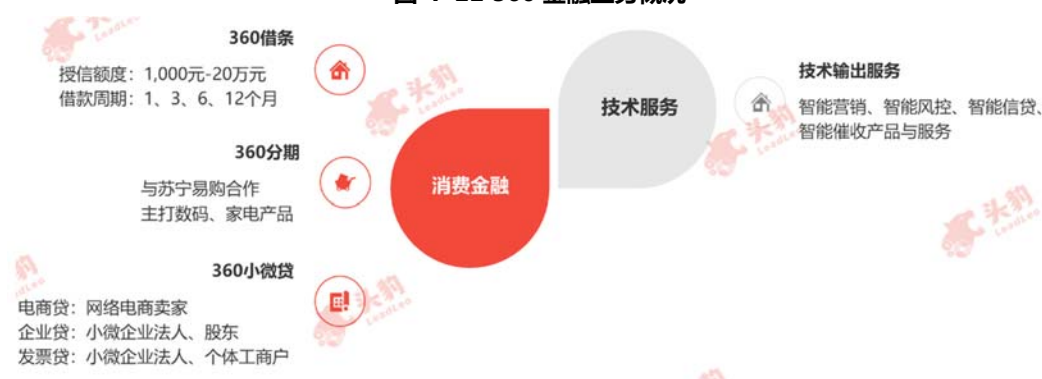 360借条
授信额度：1,000元-20万元
借款周期：1、3、6、12个月
360分期
与苏宁易购合作
主打数码、家电产品
360小微贷
电商贷：网络电商卖家
企业贷：小微企业法人、股东
发票贷：小微企业法人、个体工商户
消费金融
技术服务
技术输出服务
智能营销、智能风控、智能信贷、
智能催收产品与服务
头豹
LeadLeo